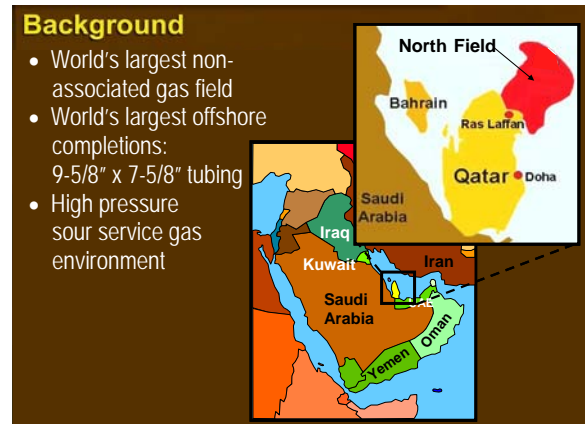 Background
• World's largest non-
associated gas field
• World's largest offshore
completions:
9-5/8" x 7-5/8" tubing
• High pressure
sour service gas
environment
North Field
Bahrain
Ras Laffan
Qatar
Doha
Saudi
Arabia
Iraq
Kuwait
Iran
Saudi
Arabia
UAE
Oman
Yemen